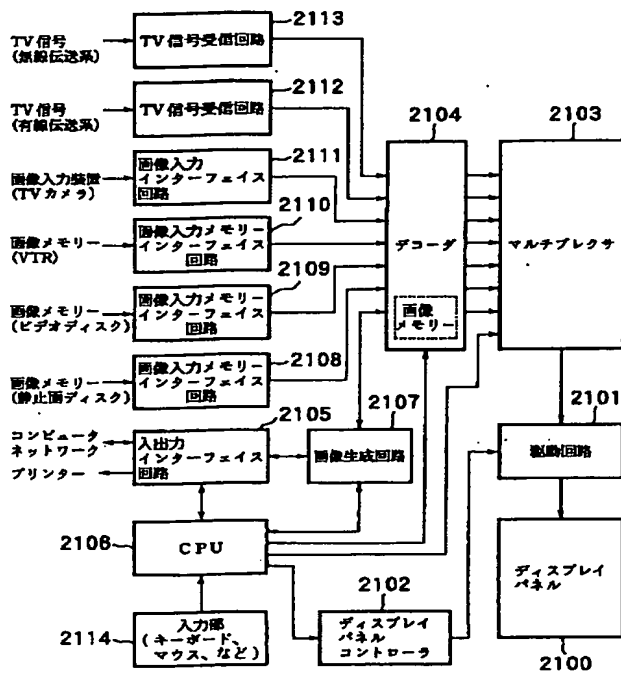 2113
TV信号
(無線伝送系)
TV信号受信回路
2112
TV信号
(有線伝送系)
TV信号受信回路
2104
2103
2111
画像入力装置
(TVカメラ)
画像入力
インターフェイス
回路
2110
画像メモリー
(VTR)
画像入力メモリー
インターフェイス
回路
デコーダ
マルチプレクサ
2109
画像メモリー
(ビデオディスク)
画像入力メモリー
インターフェイス
回路
画像
メモリー
2108
画像メモリー
(静止画ディスク)
画像入力メモリー
インターフェイス
回路
2105
2107
2101
コンピュータ
ネットワーク
プリンター
入出力
インターフェイス
回路
画像生成回路
駆動回路
2106
CPU
2102
ディスプレイ
パネル
2114
入力部
(キーボード、
マウス、など)
ディスプレイ
パネル
コントローラ
2100